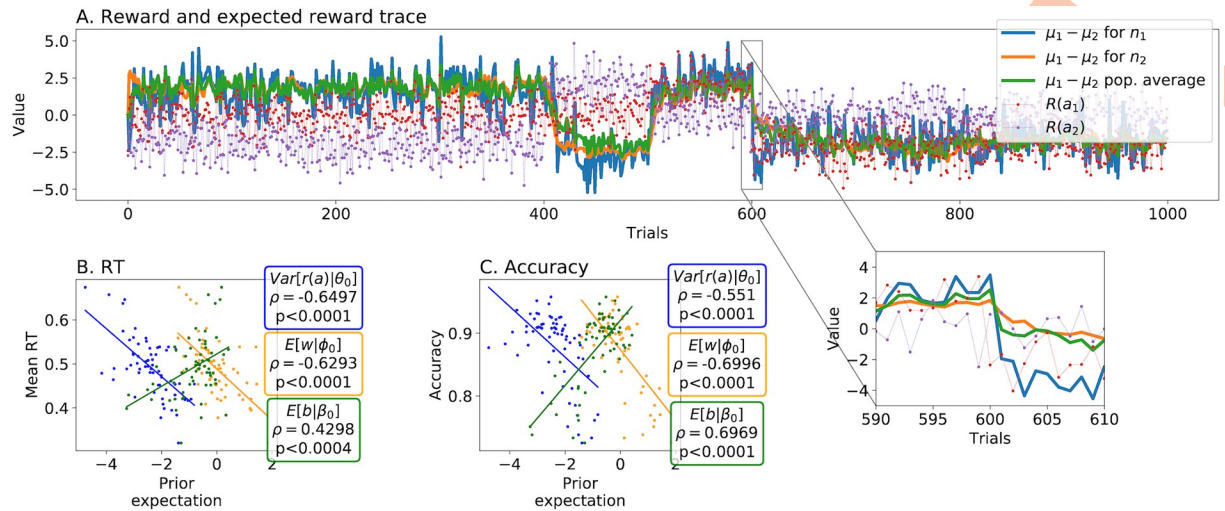 A. Reward and expected reward trace
5.0
2.5
0.0
−2.5
−5.0
Value
0
200
400
600
800
1000
Trials
μ₁ − μ₂ for n₁
μ₁ − μ₂ for n₂
μ₁ − μ₂ pop. average
R(a₁)
R(a₂)
B. RT
0.6
0.5
0.4
Mean RT
−4
−2
0
2
Prior
expectation
Var[r(a)|θ₀]
ρ = -0.6497
p<0.0001
E[w|ϕ₀]
ρ = -0.6293
p<0.0001
E[b|β₀]
ρ = 0.4298
p<0.0004
C. Accuracy
0.9
0.8
Accuracy
−4
−2
0
2
Prior
expectation
Var[r(a)|θ₀]
ρ = -0.551
p<0.0001
E[w|ϕ₀]
ρ = -0.6996
p<0.0001
E[b|β₀]
ρ = 0.6969
p<0.0001
4
2
0
−2
−4
Value
590
595
600
605
610
Trials